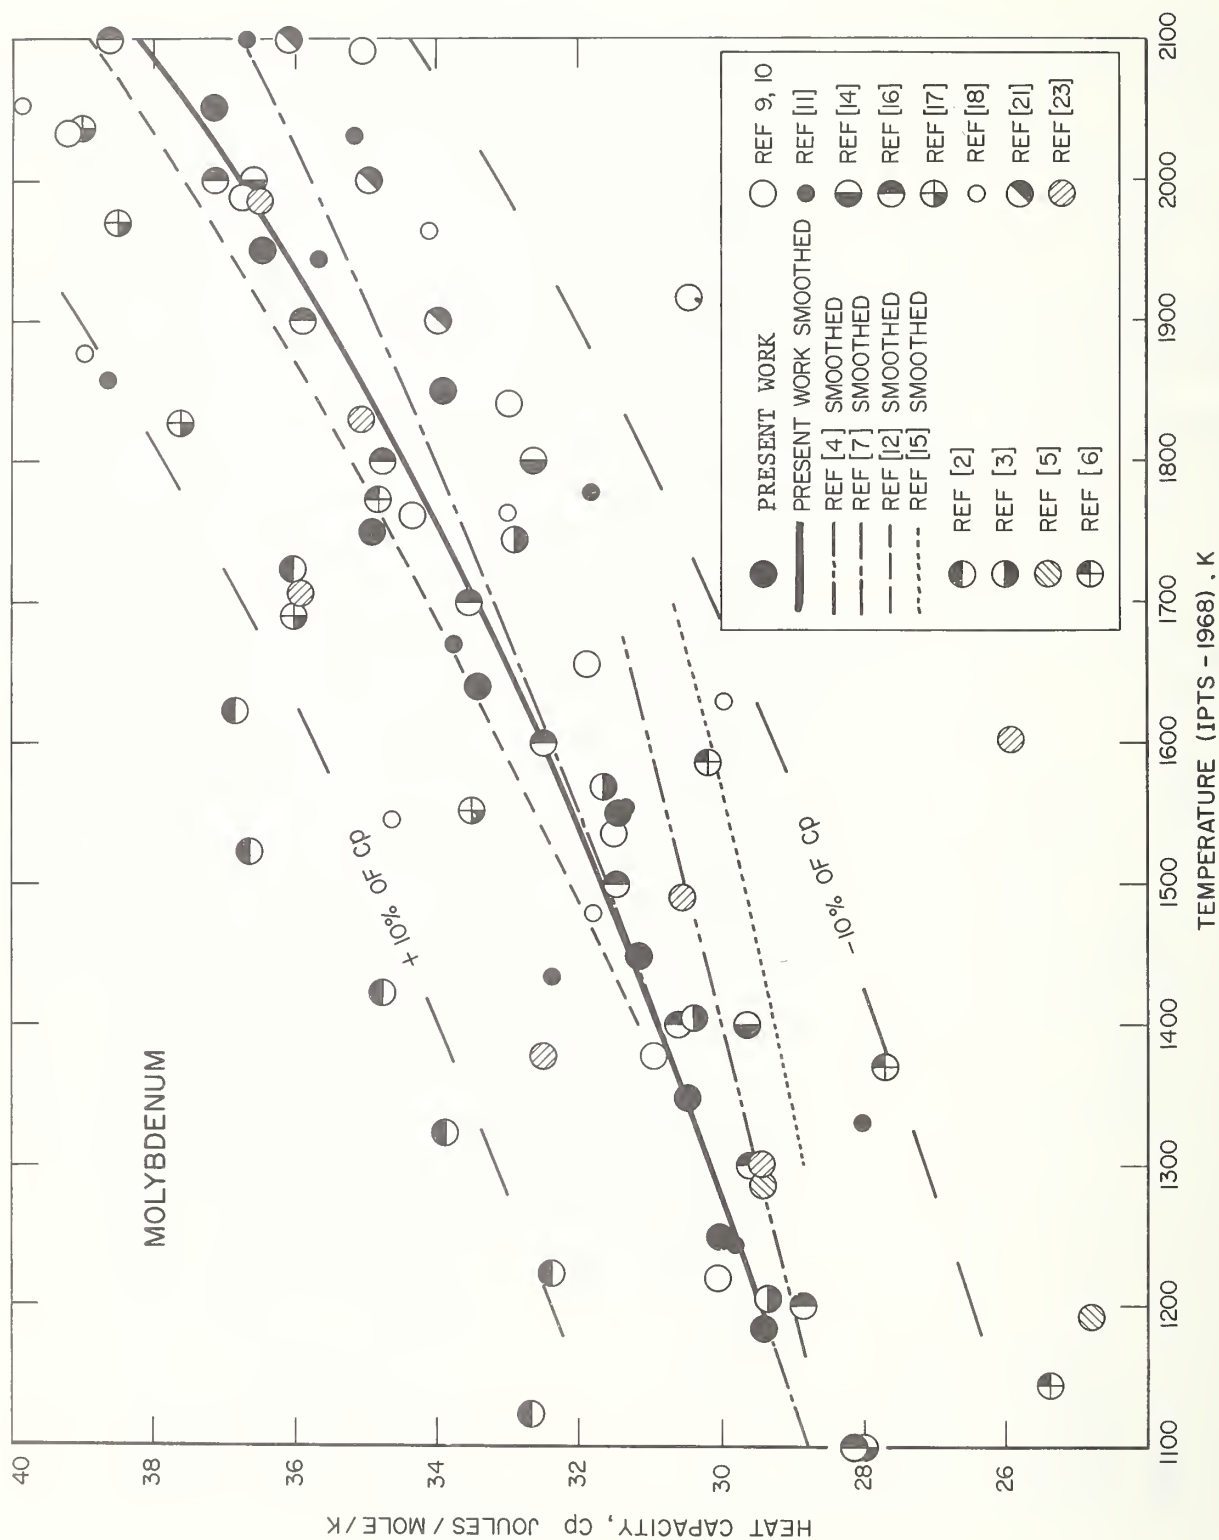 MOLYBDENUM
HEAT CAPACITY, Cp JOULES / MOLE / K
40
38
36
34
32
30
28
26
+10% OF Cp
-10% OF Cp
PRESENT WORK
PRESENT WORK SMOOTHED
REF [4] SMOOTHED
REF [7] SMOOTHED
REF [12] SMOOTHED
REF [15] SMOOTHED
REF [2]
REF [3]
REF [5]
REF [6]
REF 9, 10
REF [11]
REF [14]
REF [16]
REF [17]
REF [18]
REF [21]
REF [23]
1100
1200
1300
1400
1500
1600
1700
1800
1900
2000
2100
TEMPERATURE (IPTS - 1968), K